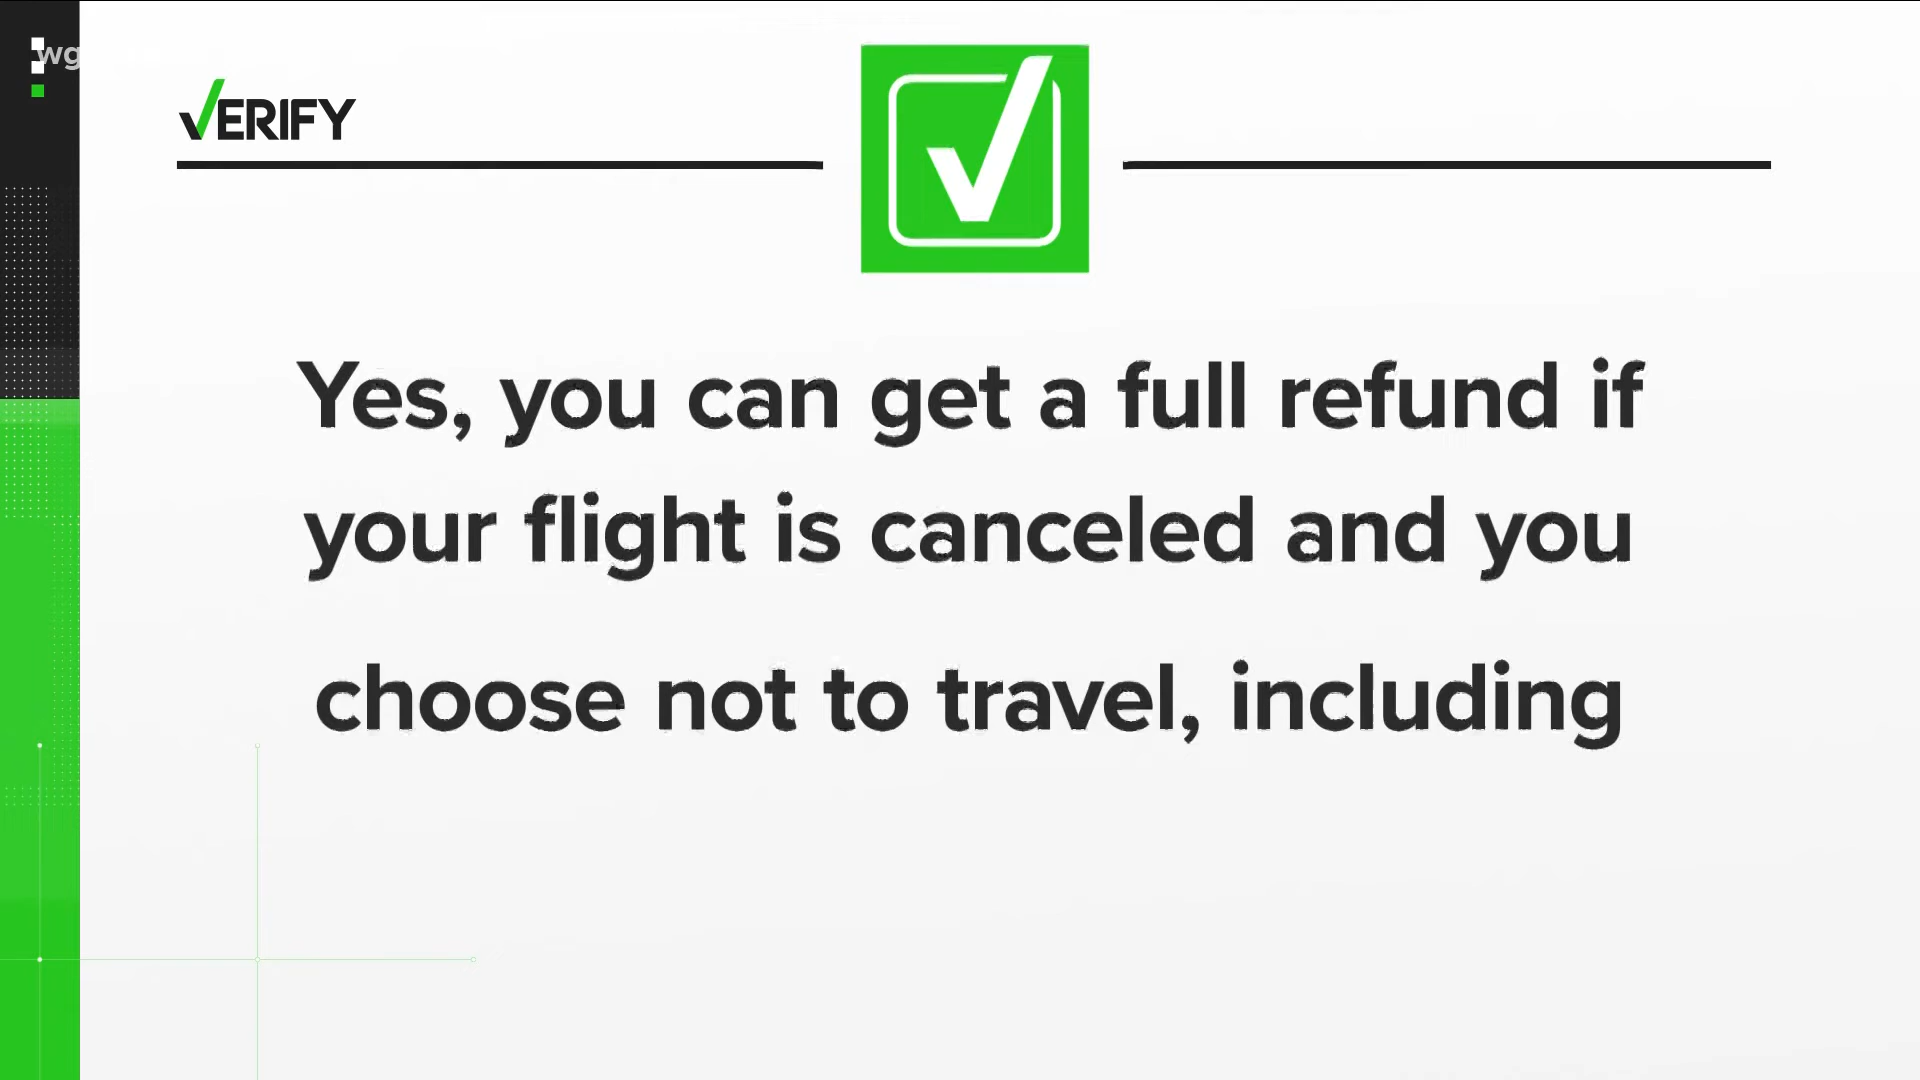 wg
VERIFY
Yes, you can get a full refund if
your flight is canceled and you
choose not to travel, including